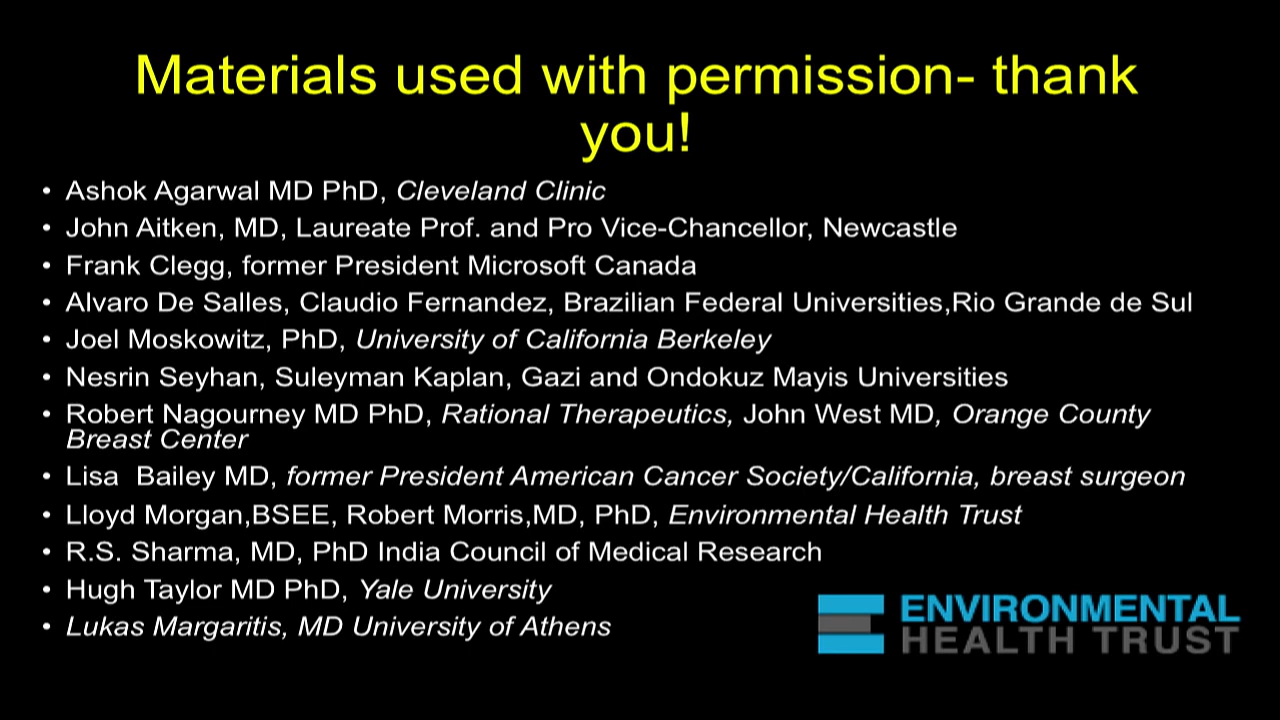 Materials used with permission- thank
you!
• Ashok Agarwal MD PhD, Cleveland Clinic
• John Aitken, MD, Laureate Prof. and Pro Vice-Chancellor, Newcastle
• Frank Clegg, former President Microsoft Canada
• Alvaro De Salles, Claudio Fernandez, Brazilian Federal Universities,Rio Grande de Sul
• Joel Moskowitz, PhD, University of California Berkeley
• Nesrin Seyhan, Suleyman Kaplan, Gazi and Ondokuz Mayis Universities
• Robert Nagourney MD PhD, Rational Therapeutics, John West MD, Orange County
Breast Center
• Lisa  Bailey MD, former President American Cancer Society/California, breast surgeon
• Lloyd Morgan,BSEE, Robert Morris,MD, PhD, Environmental Health Trust
• R.S. Sharma, MD, PhD India Council of Medical Research
• Hugh Taylor MD PhD, Yale University
• Lukas Margaritis, MD University of Athens
ENVIRONMENTAL
HEALTH TRUST